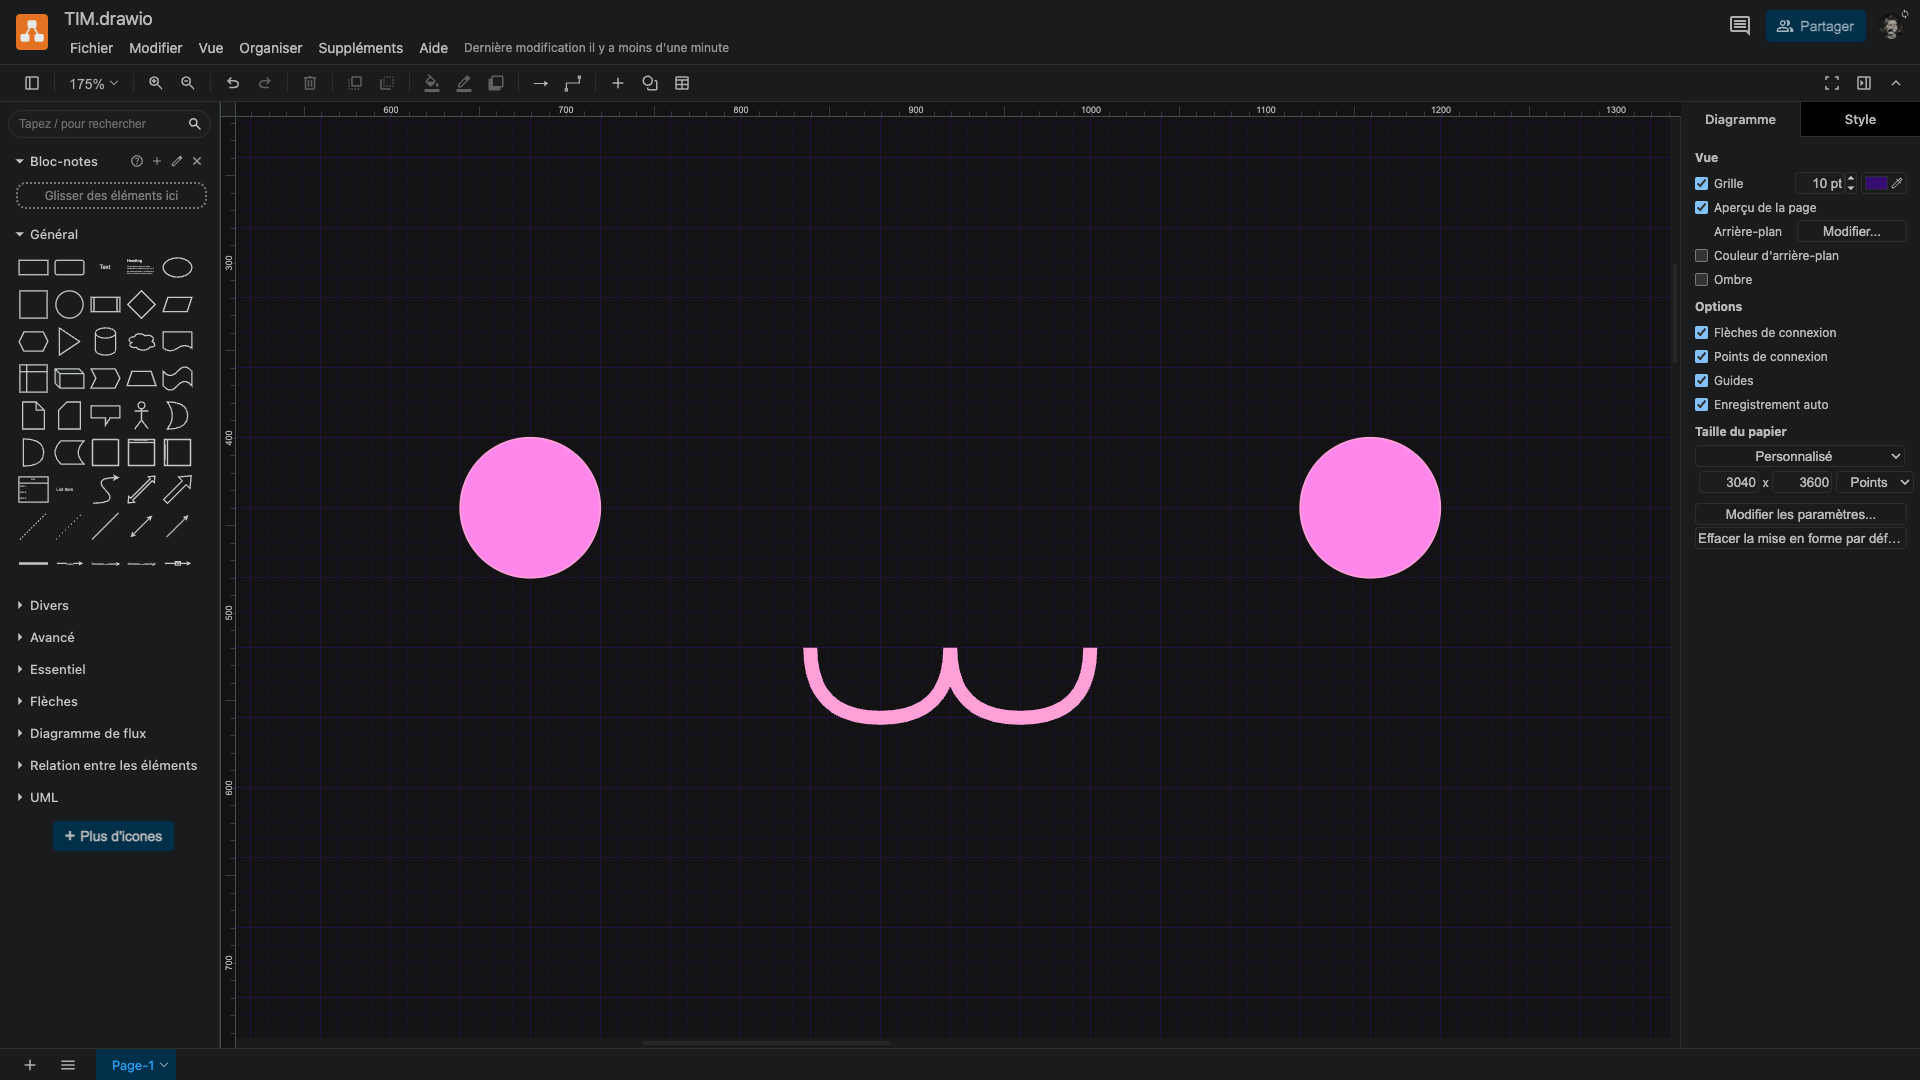 TIM.drawio
Fichier Modifier Vue Organiser Suppléments Aide Dernière modification il y a moins d'une minute
Partager
175%
600 700 800 900 1000 1100 1200 1300
300
400
500
600
700
Tapez / pour rechercher
Bloc-notes
Glisser des éléments ici
Général
Text
Heading
List Item
Divers
Avancé
Essentiel
Flèches
Diagramme de flux
Relation entre les éléments
UML
+ Plus d'icones
Page-1
Diagramme Style
Vue
Grille 10 pt
Aperçu de la page
Arrière-plan Modifier...
Couleur d'arrière-plan
Ombre
Options
Flèches de connexion
Points de connexion
Guides
Enregistrement auto
Taille du papier
Personnalisé
3040 x 3600 Points
Modifier les paramètres...
Effacer la mise en forme par déf...